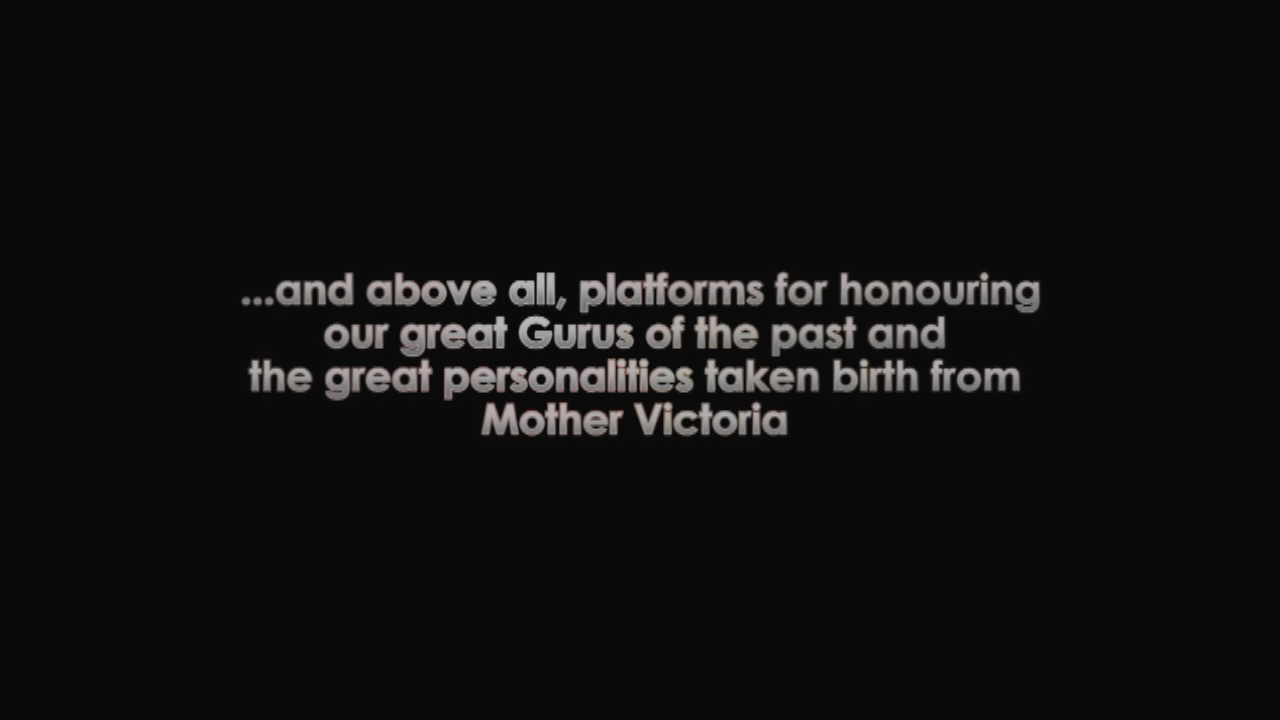 ...and above all, platforms for honouring
our great Gurus of the past and
the great personalities taken birth from
Mother Victoria